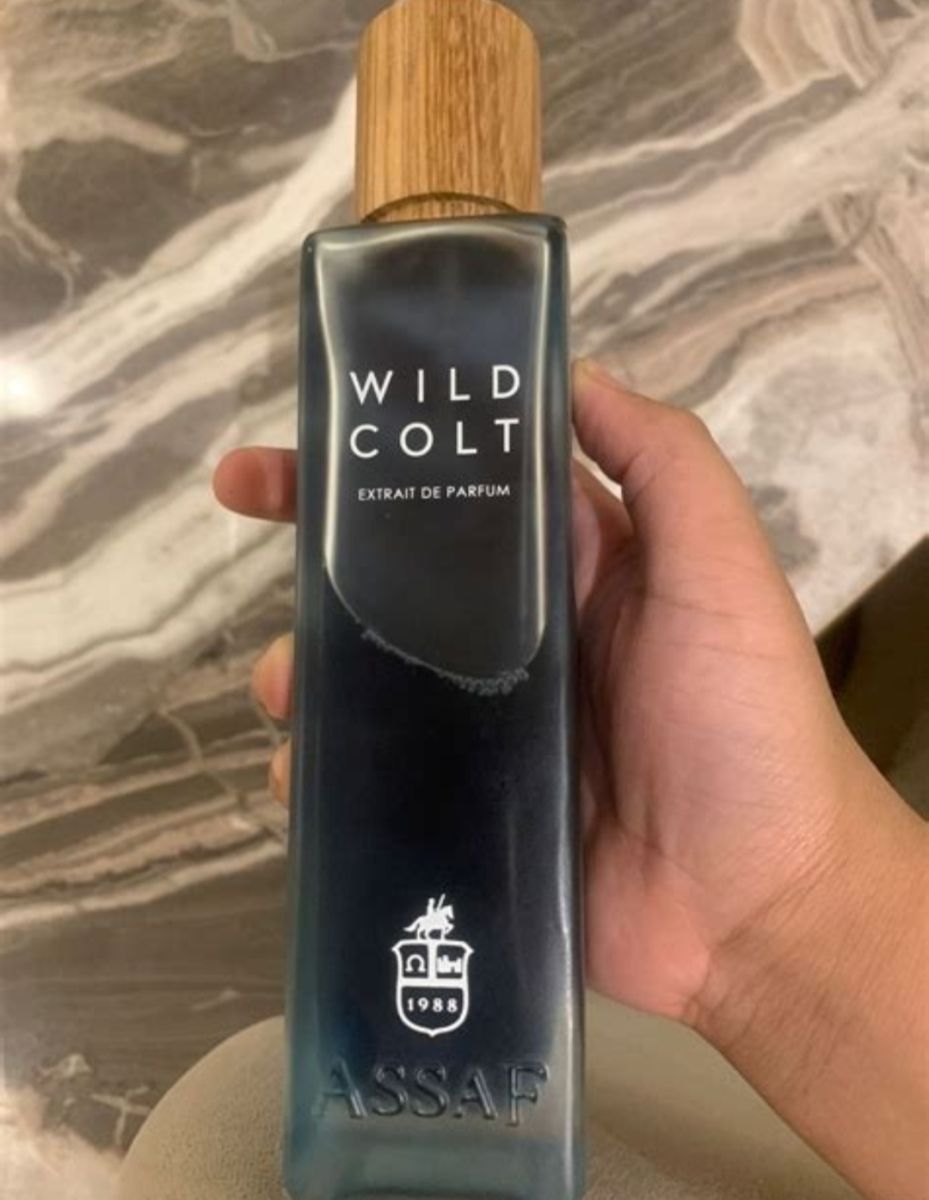 WILD
COLT
EXTRAIT DE PARFUM
Ω
1988
ASSAF